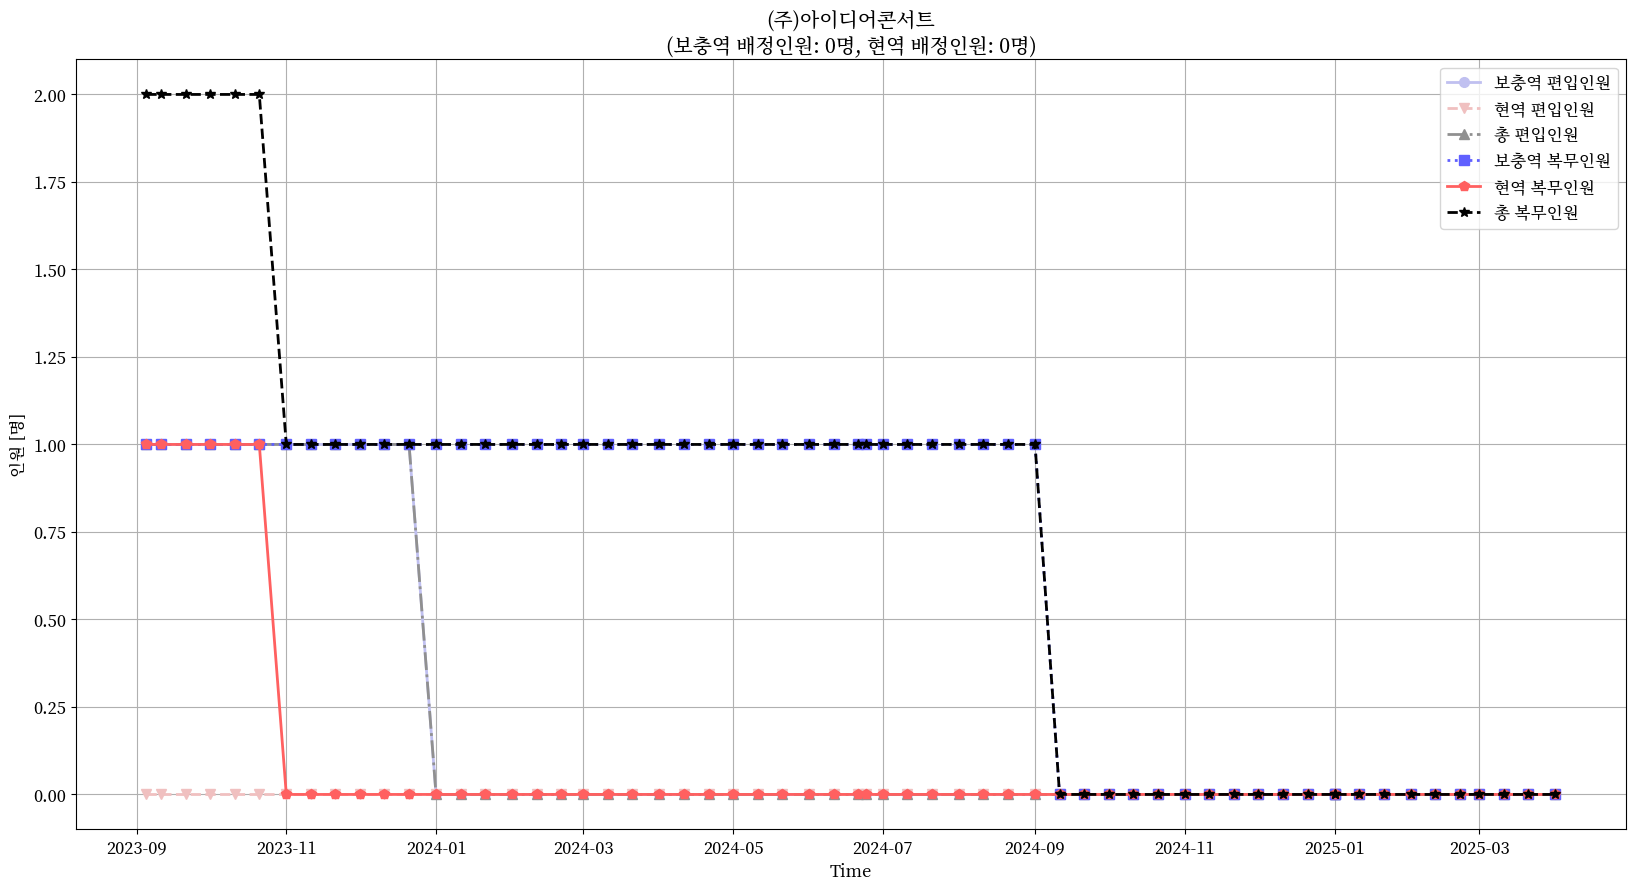 (주)아이디어콘서트
(보충역 배정인원: 0명, 현역 배정인원: 0명)
보충역 편입인원
현역 편입인원
총 편입인원
보충역 복무인원
현역 복무인원
총 복무인원
인원 [명]
2.00
1.75
1.50
1.25
1.00
0.75
0.50
0.25
0.00
2023-09 2023-11 2024-01 2024-03 2024-05 2024-07 2024-09 2024-11 2025-01 2025-03
Time